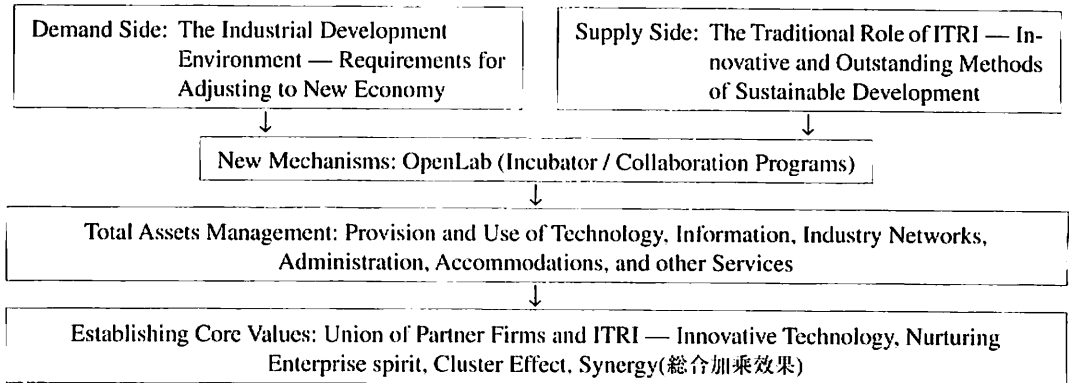 Demand Side: The Industrial Development
Environment — Requirements for
Adjusting to New Economy
Supply Side: The Traditional Role of ITRI — In-
novative and Outstanding Methods
of Sustainable Development
New Mechanisms: OpenLab (Incubator / Collaboration Programs)
Total Assets Management: Provision and Use of Technology, Information, Industry Networks,
Administration, Accommodations, and other Services
Establishing Core Values: Union of Partner Firms and ITRI — Innovative Technology, Nurturing
Enterprise spirit, Cluster Effect, Synergy(総合加乘效果)